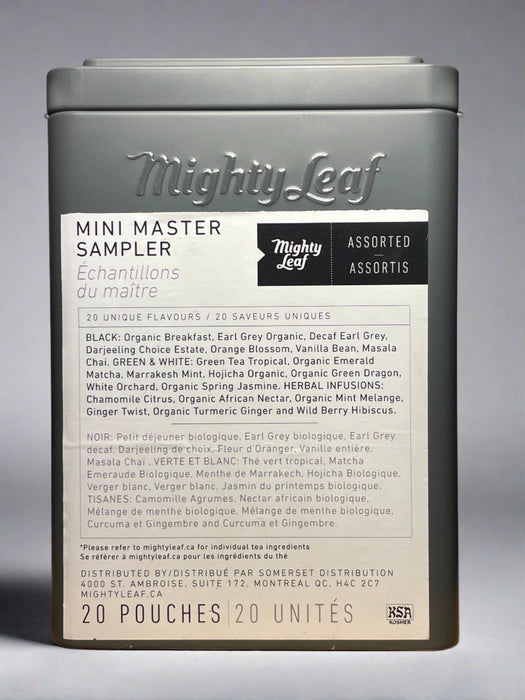 Mighty Leaf
MINI MASTER
SAMPLER
Échantillons
du maître
Mighty
Leaf
ASSORTED
ASSORTIS
20 UNIQUE FLAVOURS / 20 SAVEURS UNIQUES
BLACK: Organic Breakfast, Earl Grey Organic, Decaf Earl Grey,
Darjeeling Choice Estate, Orange Blossom, Vanilla Bean, Masala
Chai. GREEN & WHITE: Green Tea Tropical, Organic Emerald
Matcha, Marrakesh Mint, Hojicha Organic, Organic Green Dragon,
White Orchard, Organic Spring Jasmine. HERBAL INFUSIONS:
Chamomile Citrus, Organic African Nectar, Organic Mint Melange,
Ginger Twist, Organic Turmeric Ginger and Wild Berry Hibiscus.
NOIR: Petit déjeuner biologique, Earl Grey biologique, Earl Grey
decaf, Darjeeling de choix, Fleur d'Oranger, Vanille entière,
Masala Chai . VERTE ET BLANC: Thé vert tropical, Matcha
Emeraude Biologique, Menthe de Marrakech, Hojicha Biologique,
Verger blanc, Verger blanc, Jasmin du printemps biologique,
TISANES: Camomille Agrumes, Nectar africain biologique,
Mélange de menthe biologique, Mélange de menthe biologique,
Curcuma et Gingembre and Curcuma et Gingembre.
*Please refer to mightyleaf.ca for individual tea ingredients
Se référer à mightyleaf.ca pour les ingrédients du thé
DISTRIBUTED BY/DISTRIBUÉ PAR SOMERSET DISTRIBUTION
4000 ST. AMBROISE, SUITE 172, MONTREAL QC, H4C 2C7
MIGHTYLEAF.CA
20 POUCHES | 20 UNITÉS
KSA
KOSHER